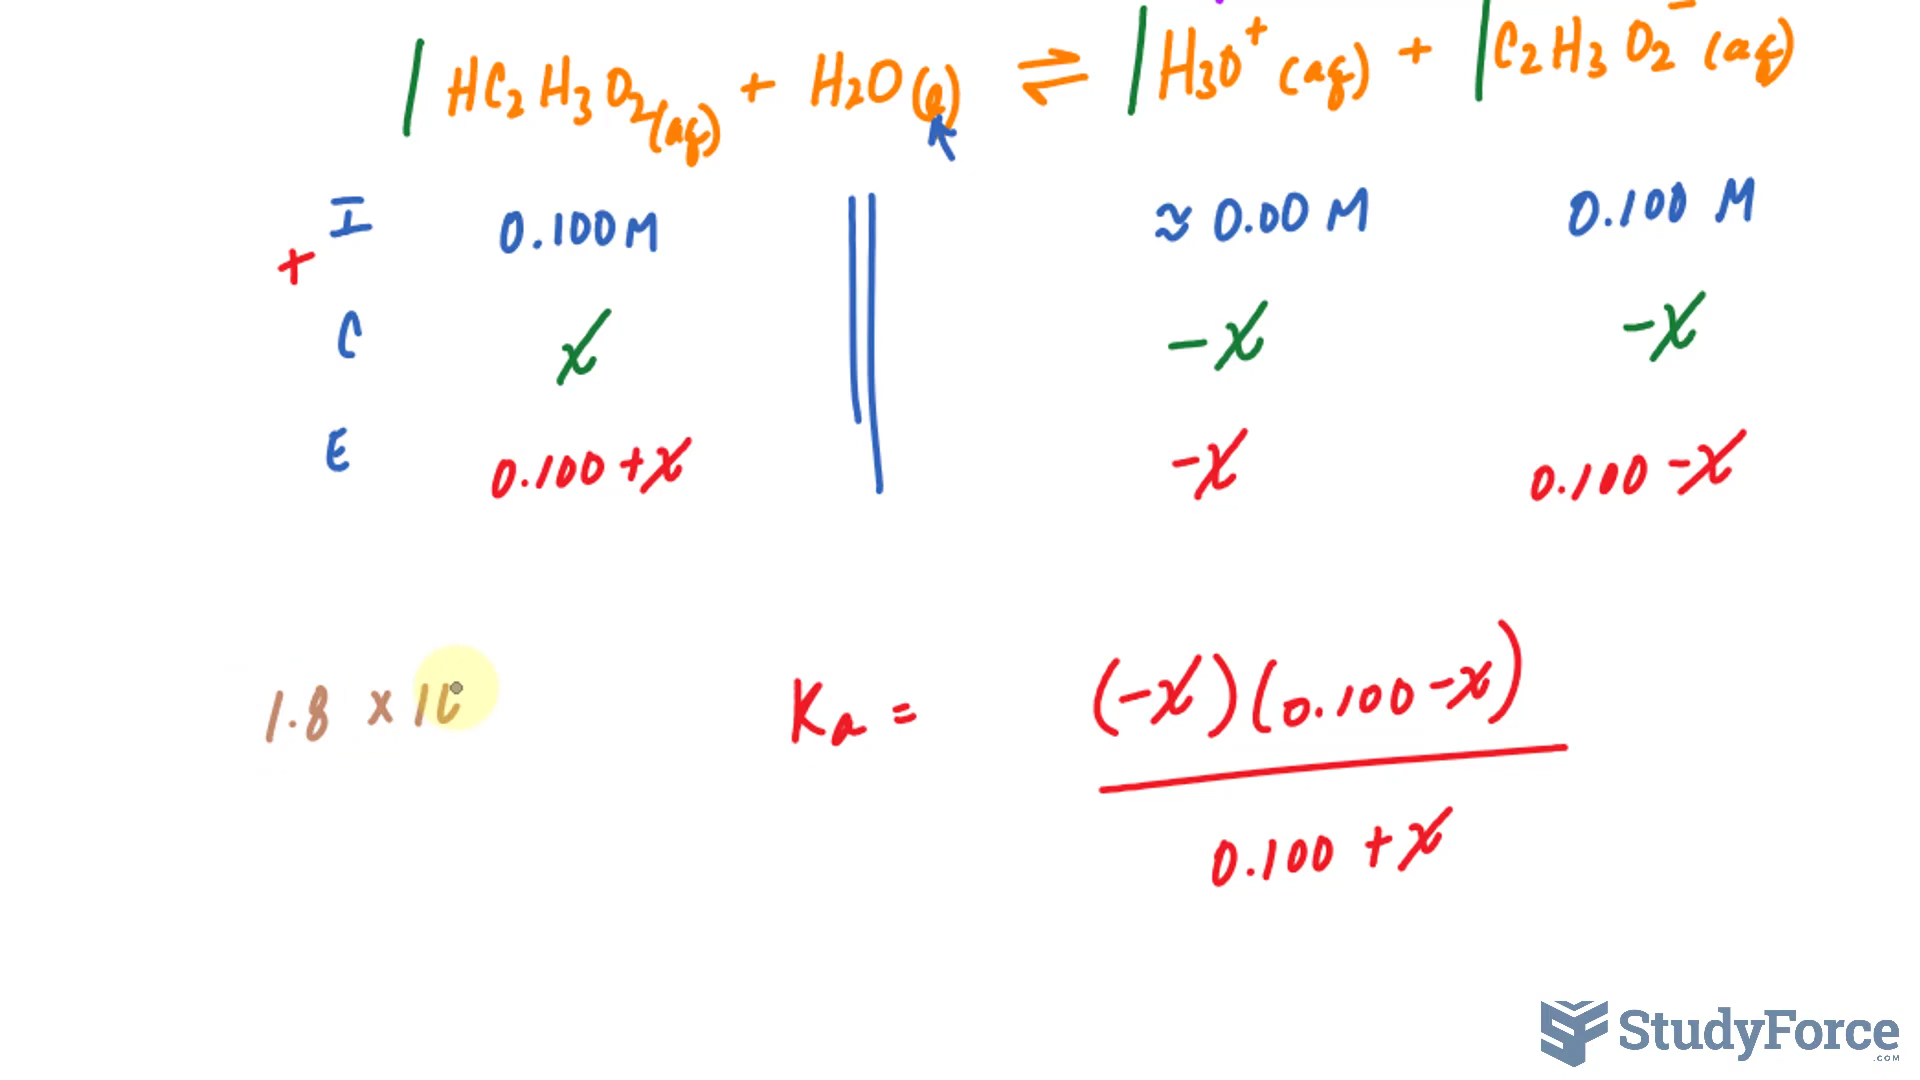 | HC2H3O2(aq) + H2O(l) ⇌ | H3O+ (aq) + | C2H3O2− (aq)
I 0.100M ≈ 0.00 M 0.100 M
+
C x −x −x
E 0.100 + x −x 0.100 − x
1.8 x 10 Ka = (−x)(0.100 − x)
0.100 + x
StudyForce
.COM